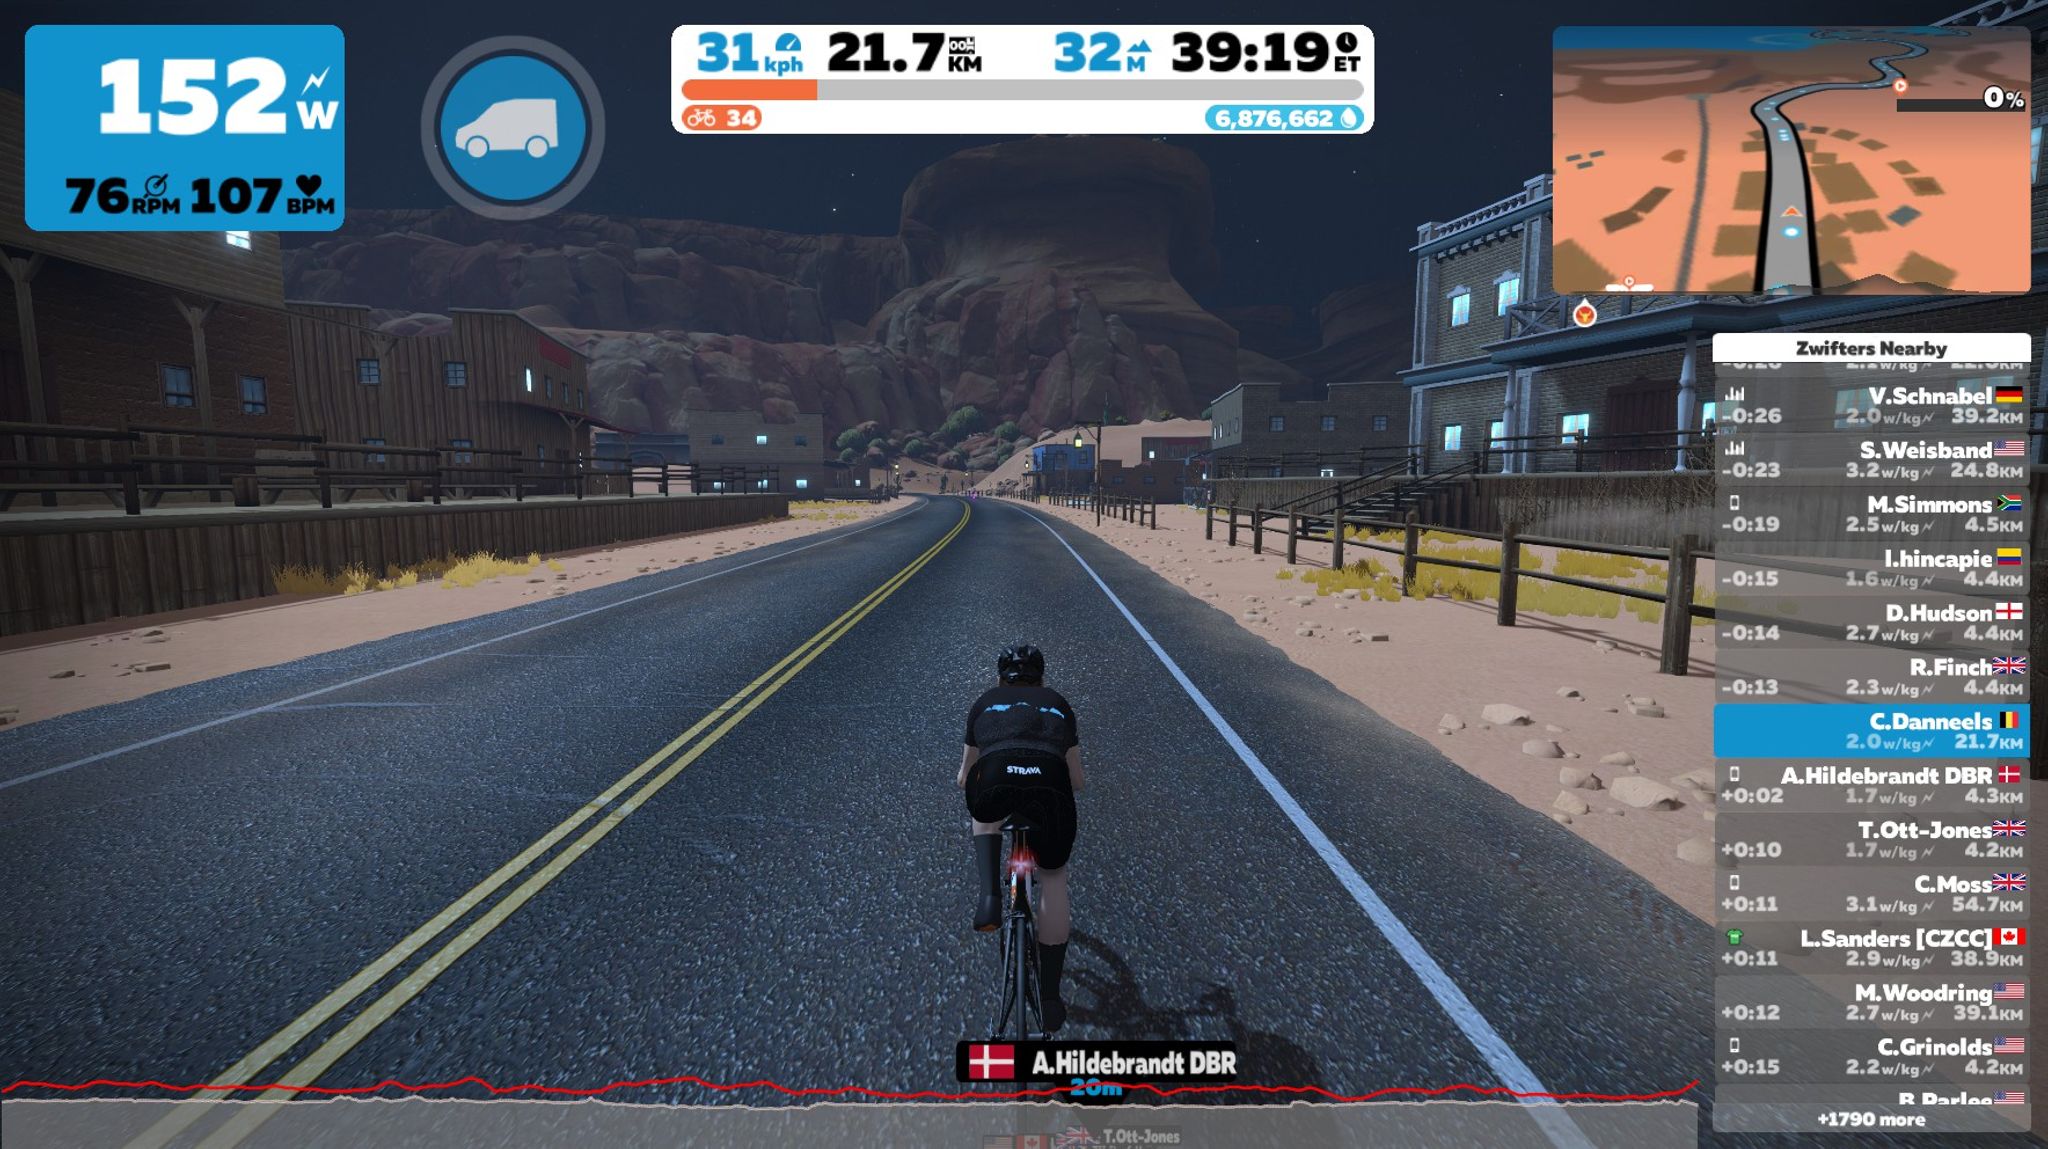 152 W
76 RPM 107 BPM
31 kph 21.7 KM 32 M 39:19 ET
34
6,876,662
0%
Zwifters Nearby
V.Schnabel
-0:26 2.0 w/kg 39.2 KM
S.Weisband
-0:23 3.2 w/kg 24.8 KM
M.Simmons
-0:19 2.5 w/kg 4.5 KM
I.hincapie
-0:15 1.6 w/kg 4.4 KM
D.Hudson
-0:14 2.7 w/kg 4.4 KM
R.Finch
-0:13 2.3 w/kg 4.4 KM
C.Danneels
2.0 w/kg 21.7 KM
A.Hildebrandt DBR
+0:02 1.7 w/kg 4.3 KM
T.Ott-Jones
+0:10 1.7 w/kg 4.2 KM
C.Moss
+0:11 3.1 w/kg 54.7 KM
L.Sanders [CZCC]
+0:11 2.9 w/kg 38.9 KM
M.Woodring
+0:12 2.7 w/kg 39.1 KM
C.Grinolds
+0:15 2.2 w/kg 4.2 KM
B.Parlee
+1790 more
STRAVA
A.Hildebrandt DBR
20m
T.Ott-Jones